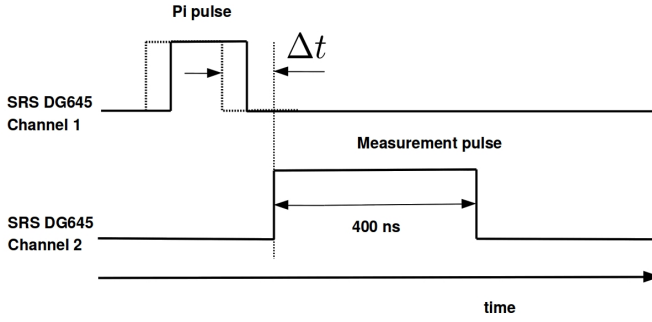 Pi pulse
Δt
SRS DG645
Channel 1
Measurement pulse
400 ns
SRS DG645
Channel 2
time